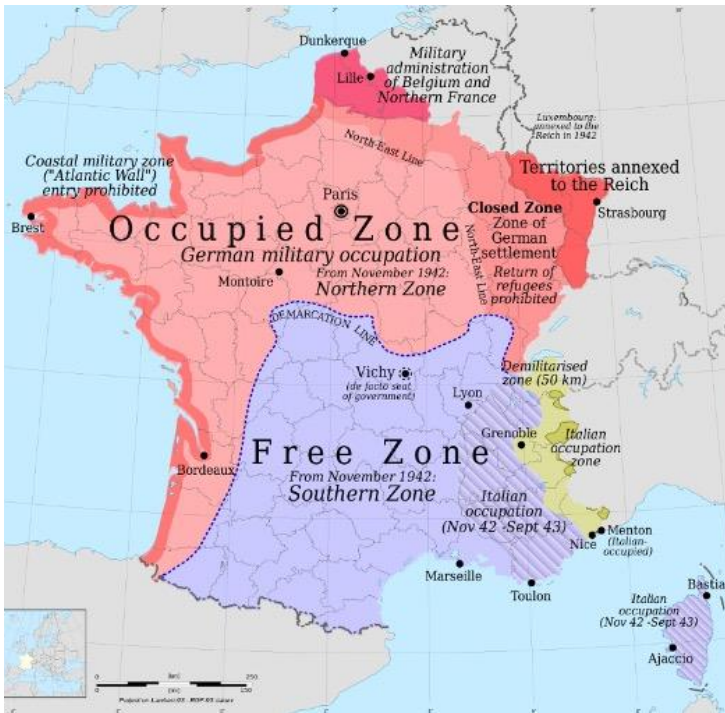 Dunkerque
Lille
Military
administration
of Belgium and
Northern France
Luxembourg:
annexed to the
Reich in 1942
North-East Line
Coastal military zone
("Atlantic Wall")
entry prohibited
Territories annexed
to the Reich
Paris
Closed Zone
Zone of
German
settlement
Return of
refugees
prohibited
Strasbourg
Brest
Occupied Zone
German military occupation
From November 1942:
Northern Zone
Montoire
North-East Line
DEMARCATION LINE
Vichy
(de facto seat
of government)
Demilitarised
zone (50 km)
Lyon
Grenoble
Italian
occupation
zone
Bordeaux
Free Zone
From November 1942:
Southern Zone
Italian
occupation
(Nov 42 -Sept 43)
Nice
Menton
(Italian-
occupied)
Marseille
Toulon
Italian
occupation
(Nov 42 -Sept 43)
Bastia
Ajaccio